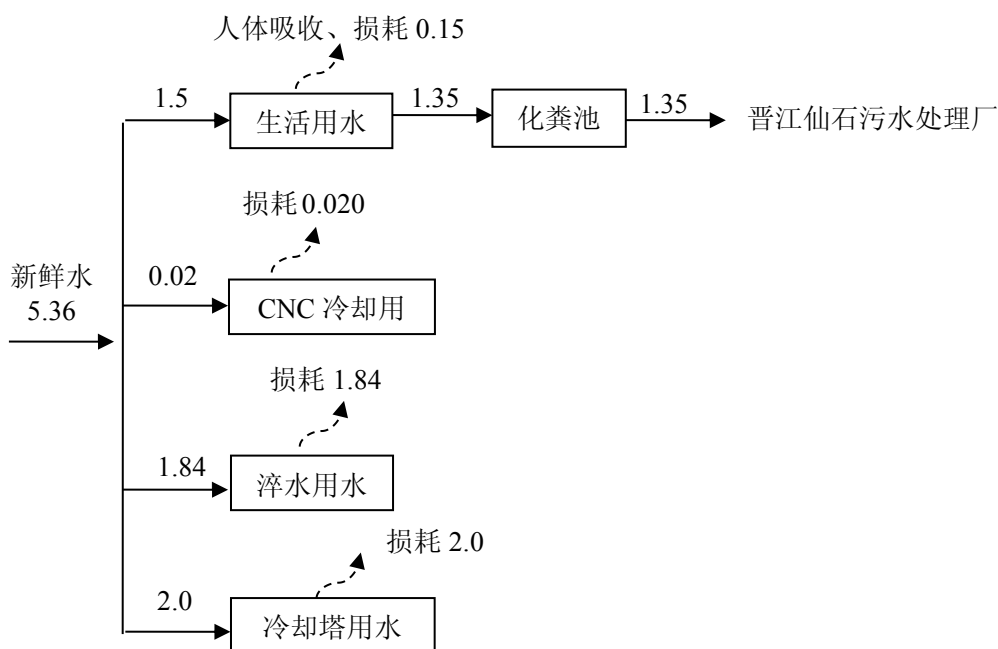 人体吸收、损耗 0.15
1.5
生活用水
1.35
化粪池
1.35
晋江仙石污水处理厂
损耗 0.020
新鲜水
5.36
0.02
CNC 冷却用
损耗 1.84
1.84
淬水用水
损耗 2.0
2.0
冷却塔用水